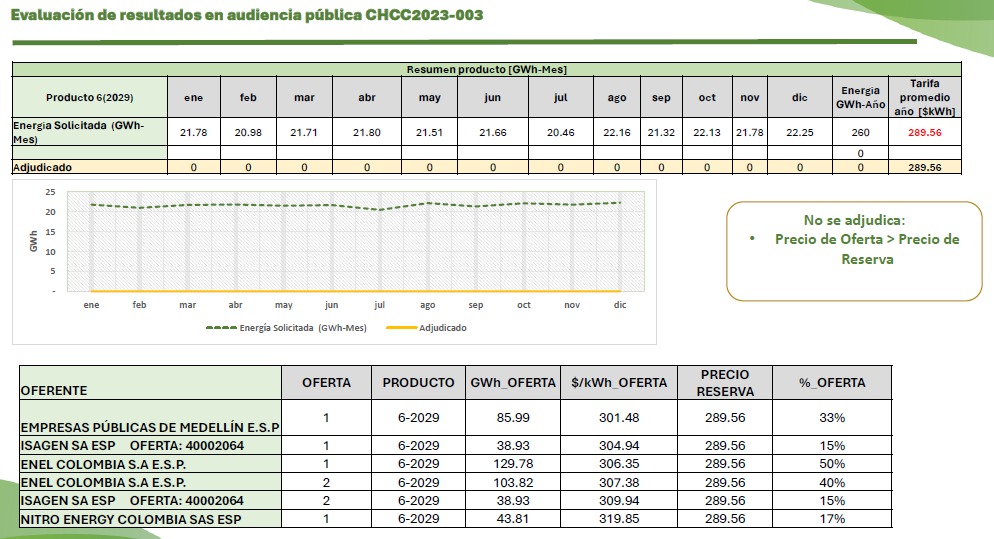 Evaluación de resultados en audiencia pública CHCC2023-003
Resumen producto [GWh-Mes]
Producto 6(2029) ene feb mar abr may jun jul ago sep oct nov dic Energía GWh-Año Tarifa promedio año [$kWh]
Energía Solicitada (GWh-Mes) 21.78 20.98 21.71 21.80 21.51 21.66 20.46 22.16 21.32 22.13 21.78 22.25 260 289.56
0
Adjudicado 0 0 0 0 0 0 0 0 0 0 0 0 0 289.56
25
20
15
10
5
-
GWh
ene feb mar abr may jun jul ago sep oct nov dic
Energía Solicitada (GWh-Mes) Adjudicado
No se adjudica:
• Precio de Oferta > Precio de
Reserva
OFERENTE OFERTA PRODUCTO GWh_OFERTA $/kWh_OFERTA PRECIO RESERVA %_OFERTA
EMPRESAS PÚBLICAS DE MEDELLÍN E.S.P 1 6-2029 85.99 301.48 289.56 33%
ISAGEN SA ESP OFERTA: 40002064 1 6-2029 38.93 304.94 289.56 15%
ENEL COLOMBIA S.A E.S.P. 1 6-2029 129.78 306.35 289.56 50%
ENEL COLOMBIA S.A E.S.P. 2 6-2029 103.82 307.38 289.56 40%
ISAGEN SA ESP OFERTA: 40002064 2 6-2029 38.93 309.94 289.56 15%
NITRO ENERGY COLOMBIA SAS ESP 1 6-2029 43.81 319.85 289.56 17%